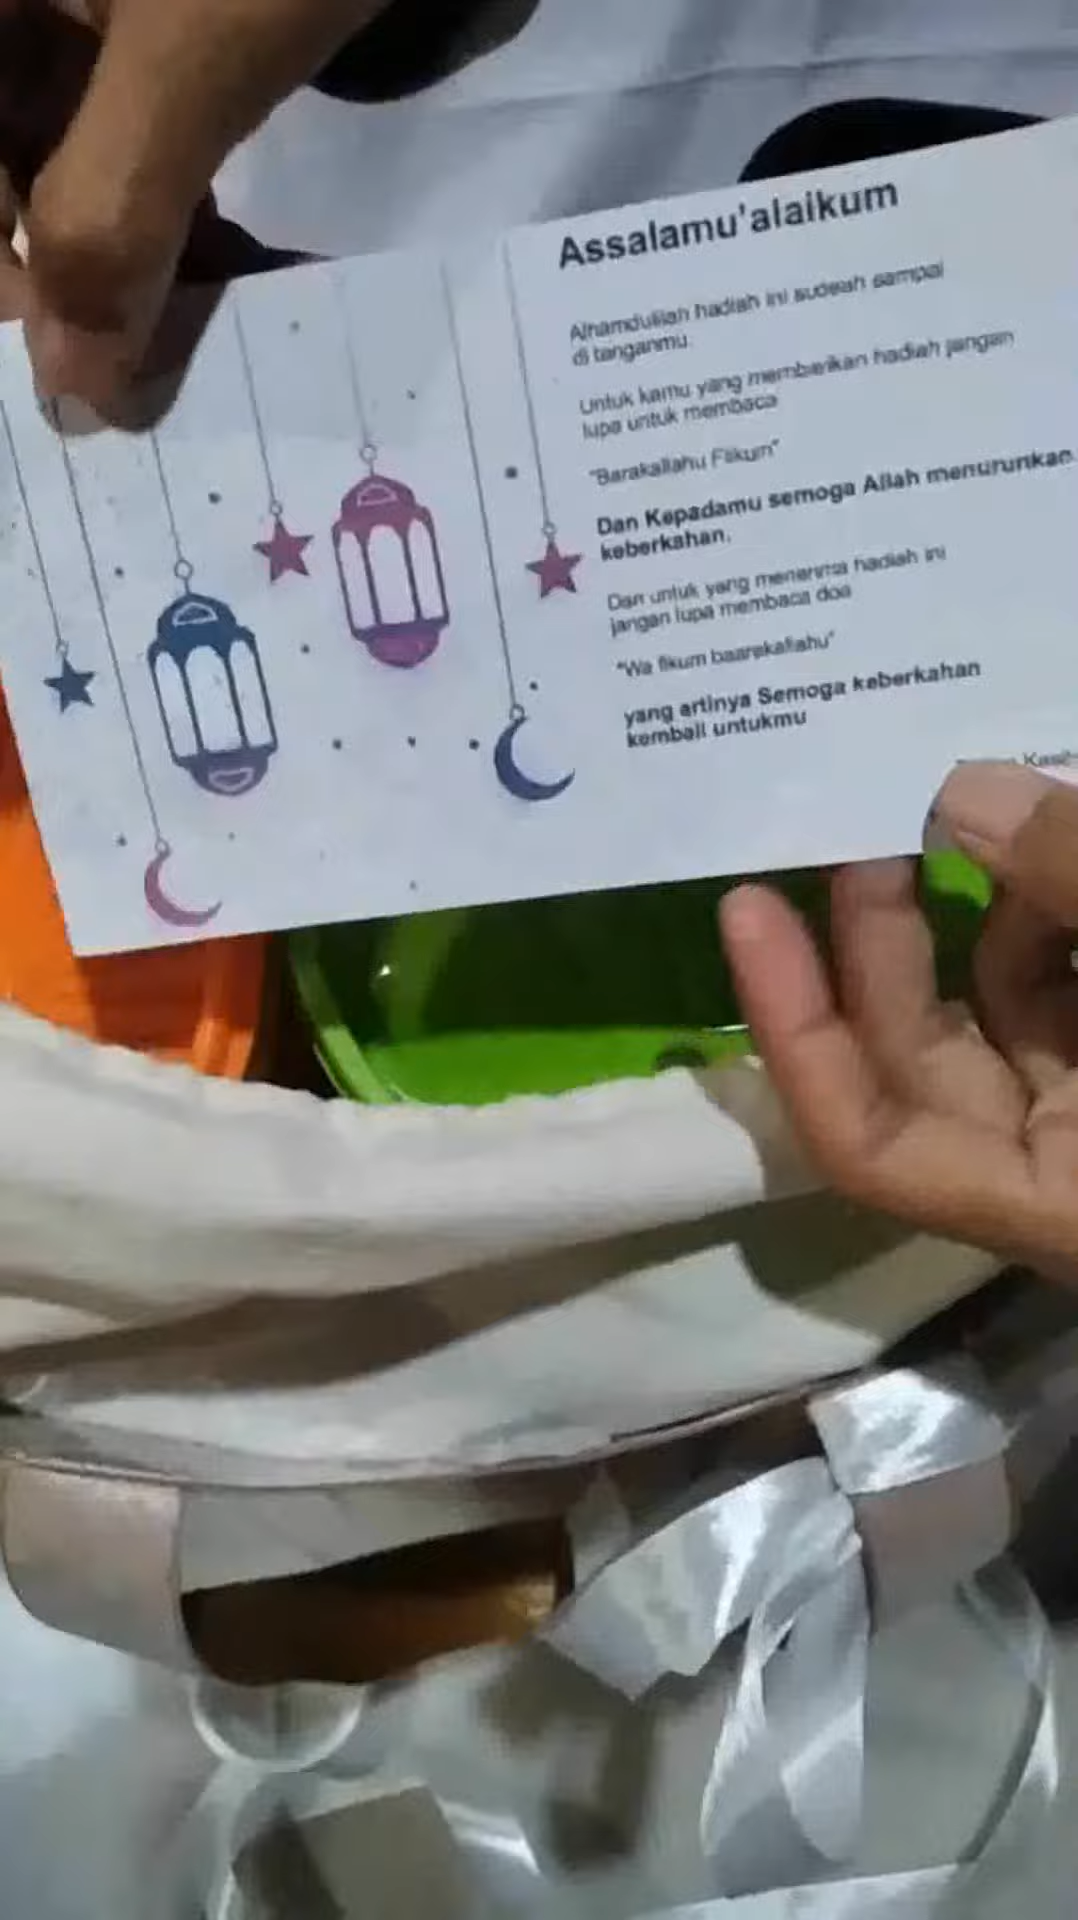 Assalamu'alaikum
Alhamdulilah hadiah ini sudeah sampai
di tanganmu.
Untuk kamu yang memberikan hadiah jangan
lupa untuk membaca
"Barakallahu Fiikum"
Dan Kepadamu semoga Allah menurunkan
keberkahan.
Dan untuk yang menerima hadiah ini
jangan lupa membaca doa
"Wa fikum baarakallahu"
yang artinya Semoga keberkahan
kembali untukmu